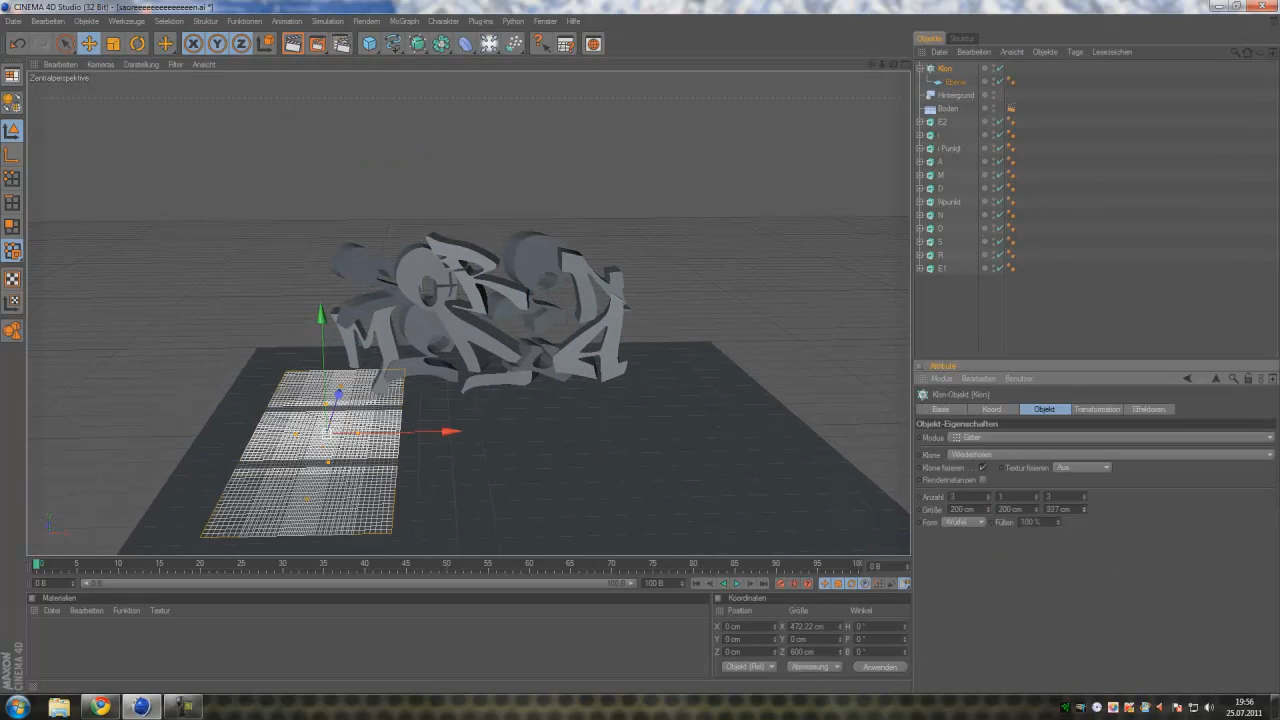 CINEMA 4D Studio (32 Bit) - [saoreeeeeeeeeeeeen.ai *]
Datei Bearbeiten Objekte Werkzeuge Selektion Struktur Funktionen Animation Simulation Rendern MoGraph Charakter Plug-ins Python Fenster Hilfe
Objekte Struktur
Datei Bearbeiten Ansicht Objekte Tags Lesezeichen
Bearbeiten Kameras Darstellung Filter Ansicht
Zentralperspektive
Klon
Ebene
Hintergrund
Boden
E2
i
i Punkt
A
M
D
Npunkt
N
O
S
R
E1
Attribute
Modus Bearbeiten Benutzer
Klon-Objekt [Klon]
Basis Koord. Objekt Transformation Effektoren
Objekt-Eigenschaften
Modus Gitter
Klone Wiederholen
Klone fixieren Textur fixieren Aus
Renderinstanzen
Anzahl 3 1 3
Größe 200 cm 200 cm 327 cm
Form Würfel Füllen 100 %
0 5 10 15 20 25 30 35 40 45 50 55 60 65 70 75 80 85 90 95 100 0 B
0 B 0 B 100 B 100 B
Materialien
Datei Bearbeiten Funktion Textur
Koordinaten
Position Größe Winkel
X 0 cm X 472.22 cm H 0 °
Y 0 cm Y 0 cm P 0 °
Z 0 cm Z 600 cm B 0 °
Objekt (Rel) Abmessung Anwenden
MAXON CINEMA 4D
19:56
25.07.2011